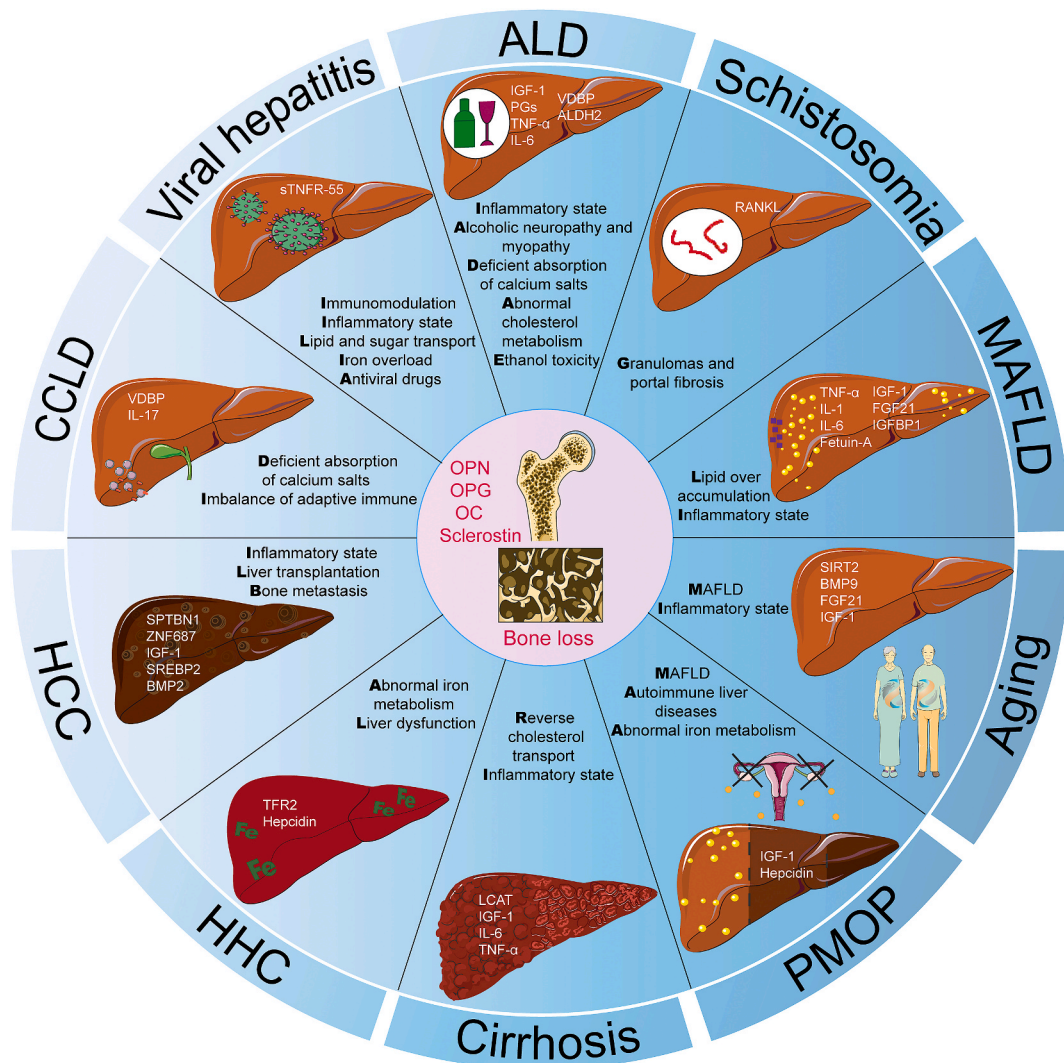 ALD
IGF-1
PGs
TNF-α
IL-6
VDBP
ALDH2
Inflammatory state
Alcoholic neuropathy and
myopathy
Deficient absorption
of calcium salts
Abnormal
cholesterol
metabolism
Ethanol toxicity
Schistosomia
RANKL
Granulomas and
portal fibrosis
MAFLD
TNF-α
IL-1
IL-6
Fetuin-A
IGF-1
FGF21
IGFBP1
Lipid over
accumulation
Inflammatory state
Aging
SIRT2
BMP9
FGF21
IGF-1
MAFLD
Inflammatory state
PMOP
MAFLD
Autoimmune liver
diseases
Abnormal iron metabolism
IGF-1
Hepcidin
Cirrhosis
Reverse
cholesterol
transport
Inflammatory state
LCAT
IGF-1
IL-6
TNF-α
HHC
Abnormal iron
metabolism
Liver dysfunction
TFR2
Hepcidin
Fe
Fe
Fe
Fe
HCC
Inflammatory state
Liver transplantation
Bone metastasis
SPTBN1
ZNF687
IGF-1
SREBP2
BMP2
CCLD
VDBP
IL-17
Deficient absorption
of calcium salts
Imbalance of adaptive immune
Viral hepatitis
sTNFR-55
Immunomodulation
Inflammatory state
Lipid and sugar transport
Iron overload
Antiviral drugs
OPN
OPG
OC
Sclerostin
Bone loss